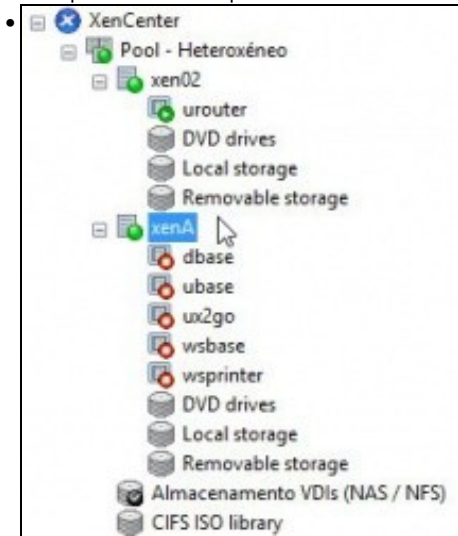 XenCenter
Pool - Heteroxéneo
xen02
urouter
DVD drives
Local storage
Removable storage
xenA
dbase
ubase
ux2go
wsbase
wsprinter
DVD drives
Local storage
Removable storage
Almacenamento VDIs (NAS / NFS)
CIFS ISO library